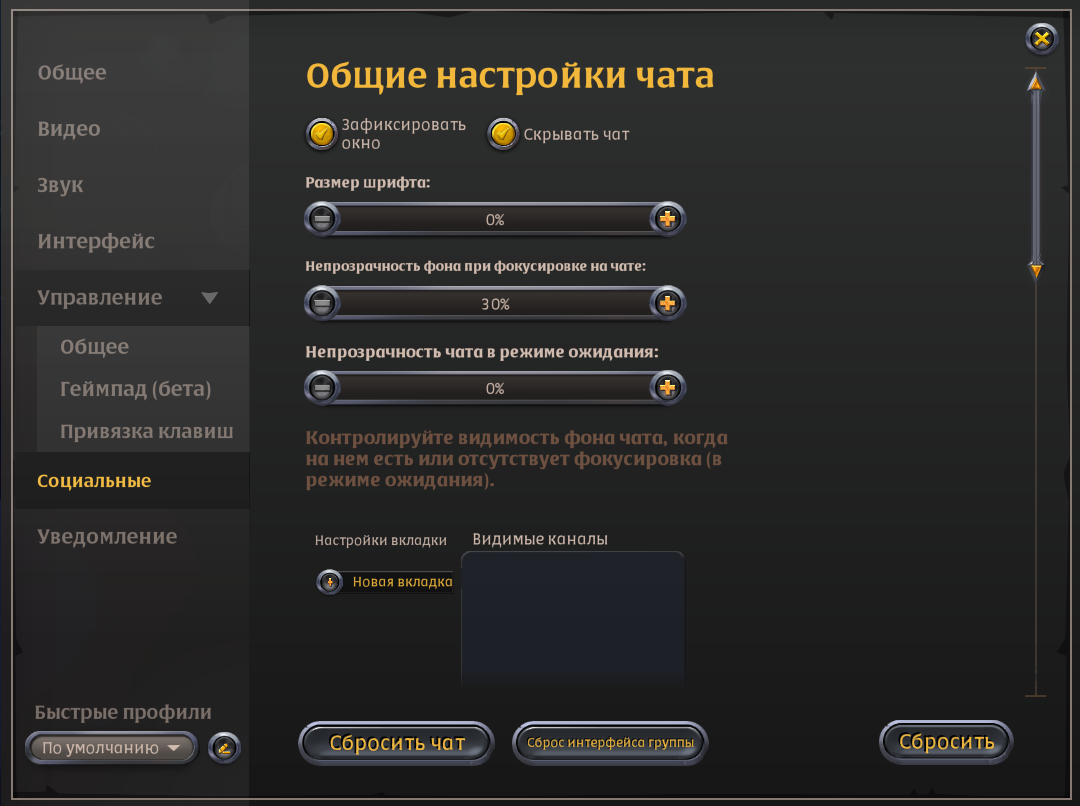 Общее
Видео
Звук
Интерфейс
Управление
Общее
Геймпад (бета)
Привязка клавиш
Социальные
Уведомление
Быстрые профили
По умолчанию
Общие настройки чата
Зафиксировать
окно
Скрывать чат
Размер шрифта:
0%
Непрозрачность фона при фокусировке на чате:
30%
Непрозрачность чата в режиме ожидания:
0%
Контролируйте видимость фона чата, когда
на нем есть или отсутствует фокусировка (в
режиме ожидания).
Настройки вкладки
Видимые каналы
Новая вкладка
Сбросить чат
Сброс интерфейса группы
Сбросить